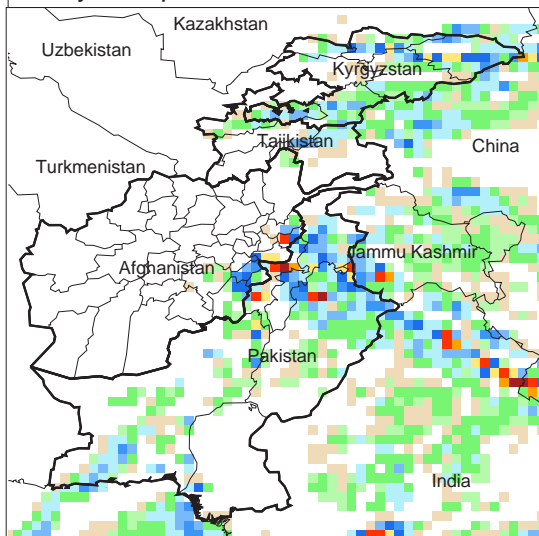 Kazakhstan
Uzbekistan
Kyrgyzstan
Tajikistan
China
Turkmenistan
Jammu Kashmir
Afghanistan
Pakistan
India